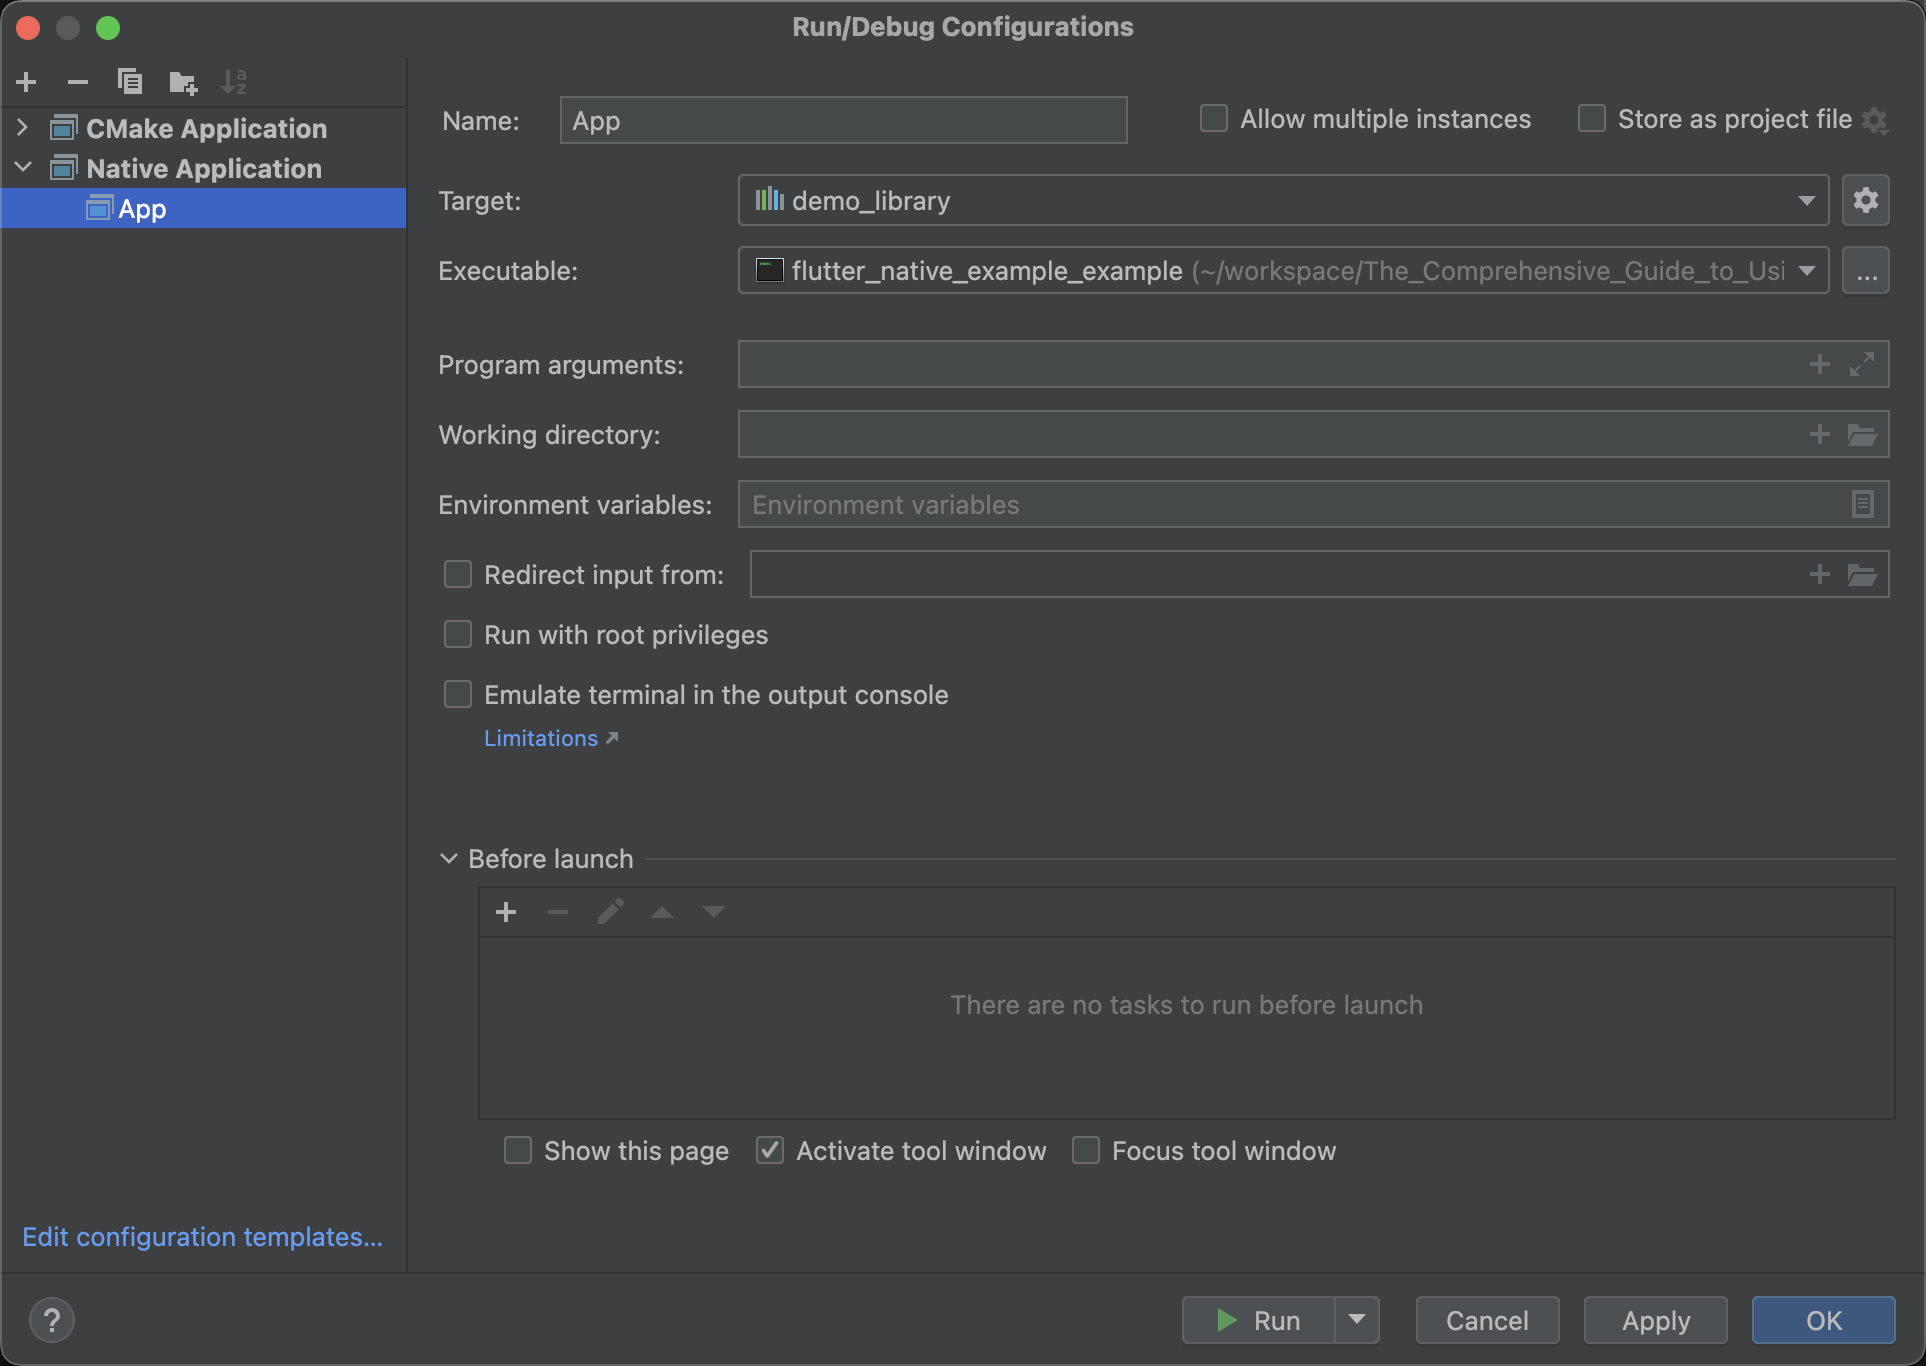 Run/Debug Configurations
CMake Application
Native Application
App
Edit configuration templates...
Name: App
Allow multiple instances
Store as project file
Target: demo_library
Executable: flutter_native_example_example (~/workspace/The_Comprehensive_Guide_to_Usi
...
Program arguments:
Working directory:
Environment variables: Environment variables
Redirect input from:
Run with root privileges
Emulate terminal in the output console
Limitations
Before launch
There are no tasks to run before launch
Show this page Activate tool window Focus tool window
? Run Cancel Apply OK